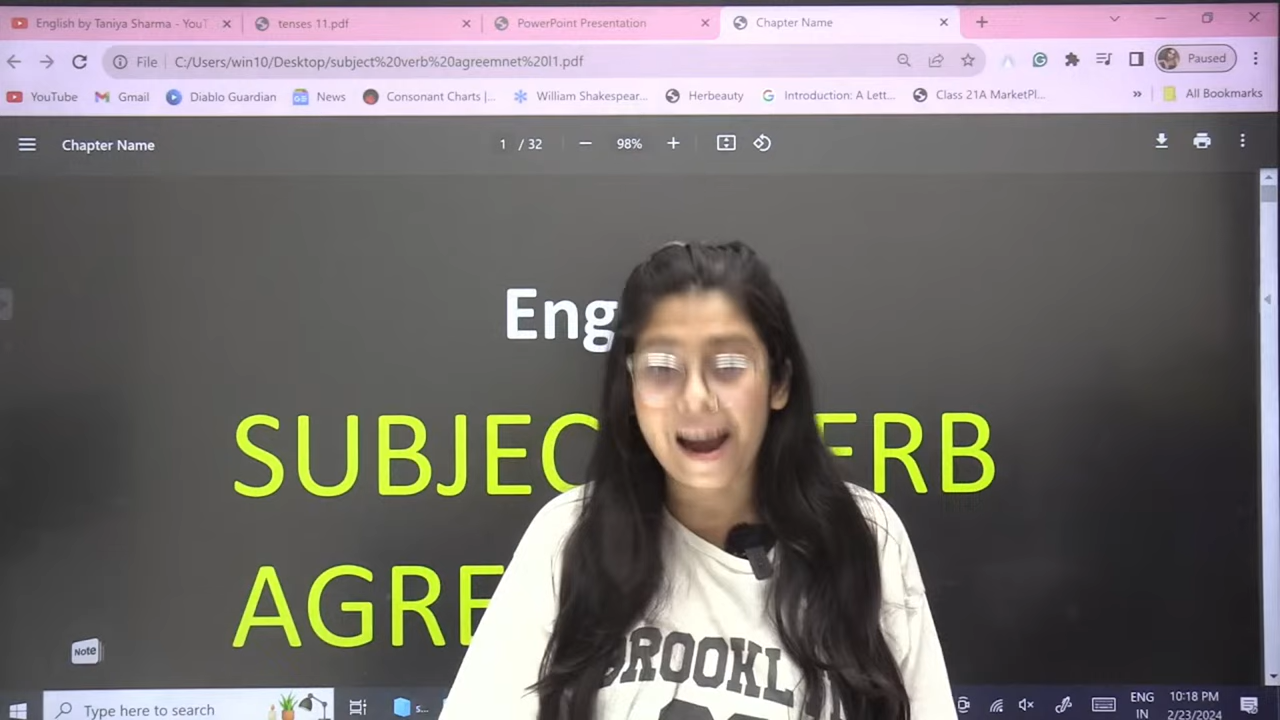 English by Taniya Sharma - YouT
tenses 11.pdf
PowerPoint Presentation
Chapter Name
File
C:/Users/win10/Desktop/subject%20verb%20agreemnet%20l1.pdf
Paused
YouTube
Gmail
Diablo Guardian
News
Consonant Charts |...
William Shakespear...
Herbeauty
Introduction: A Lett...
Class 21A MarketPl...
»
All Bookmarks
Chapter Name
1 / 32
98%
Eng
SUBJEC ERB
AGRE
Note
BROOKL
Type here to search
s...
ENG
IN
10:18 PM
2/23/2024